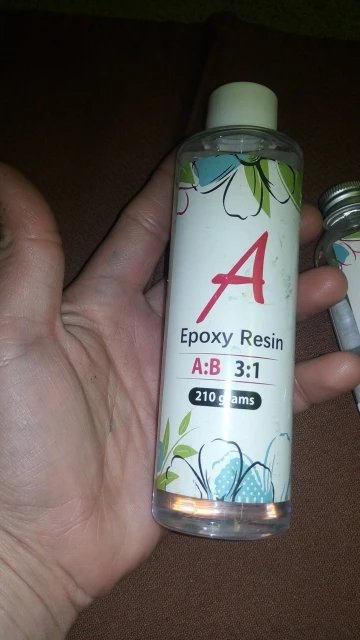 A
Epoxy Resin
A:B 3:1
210 grams